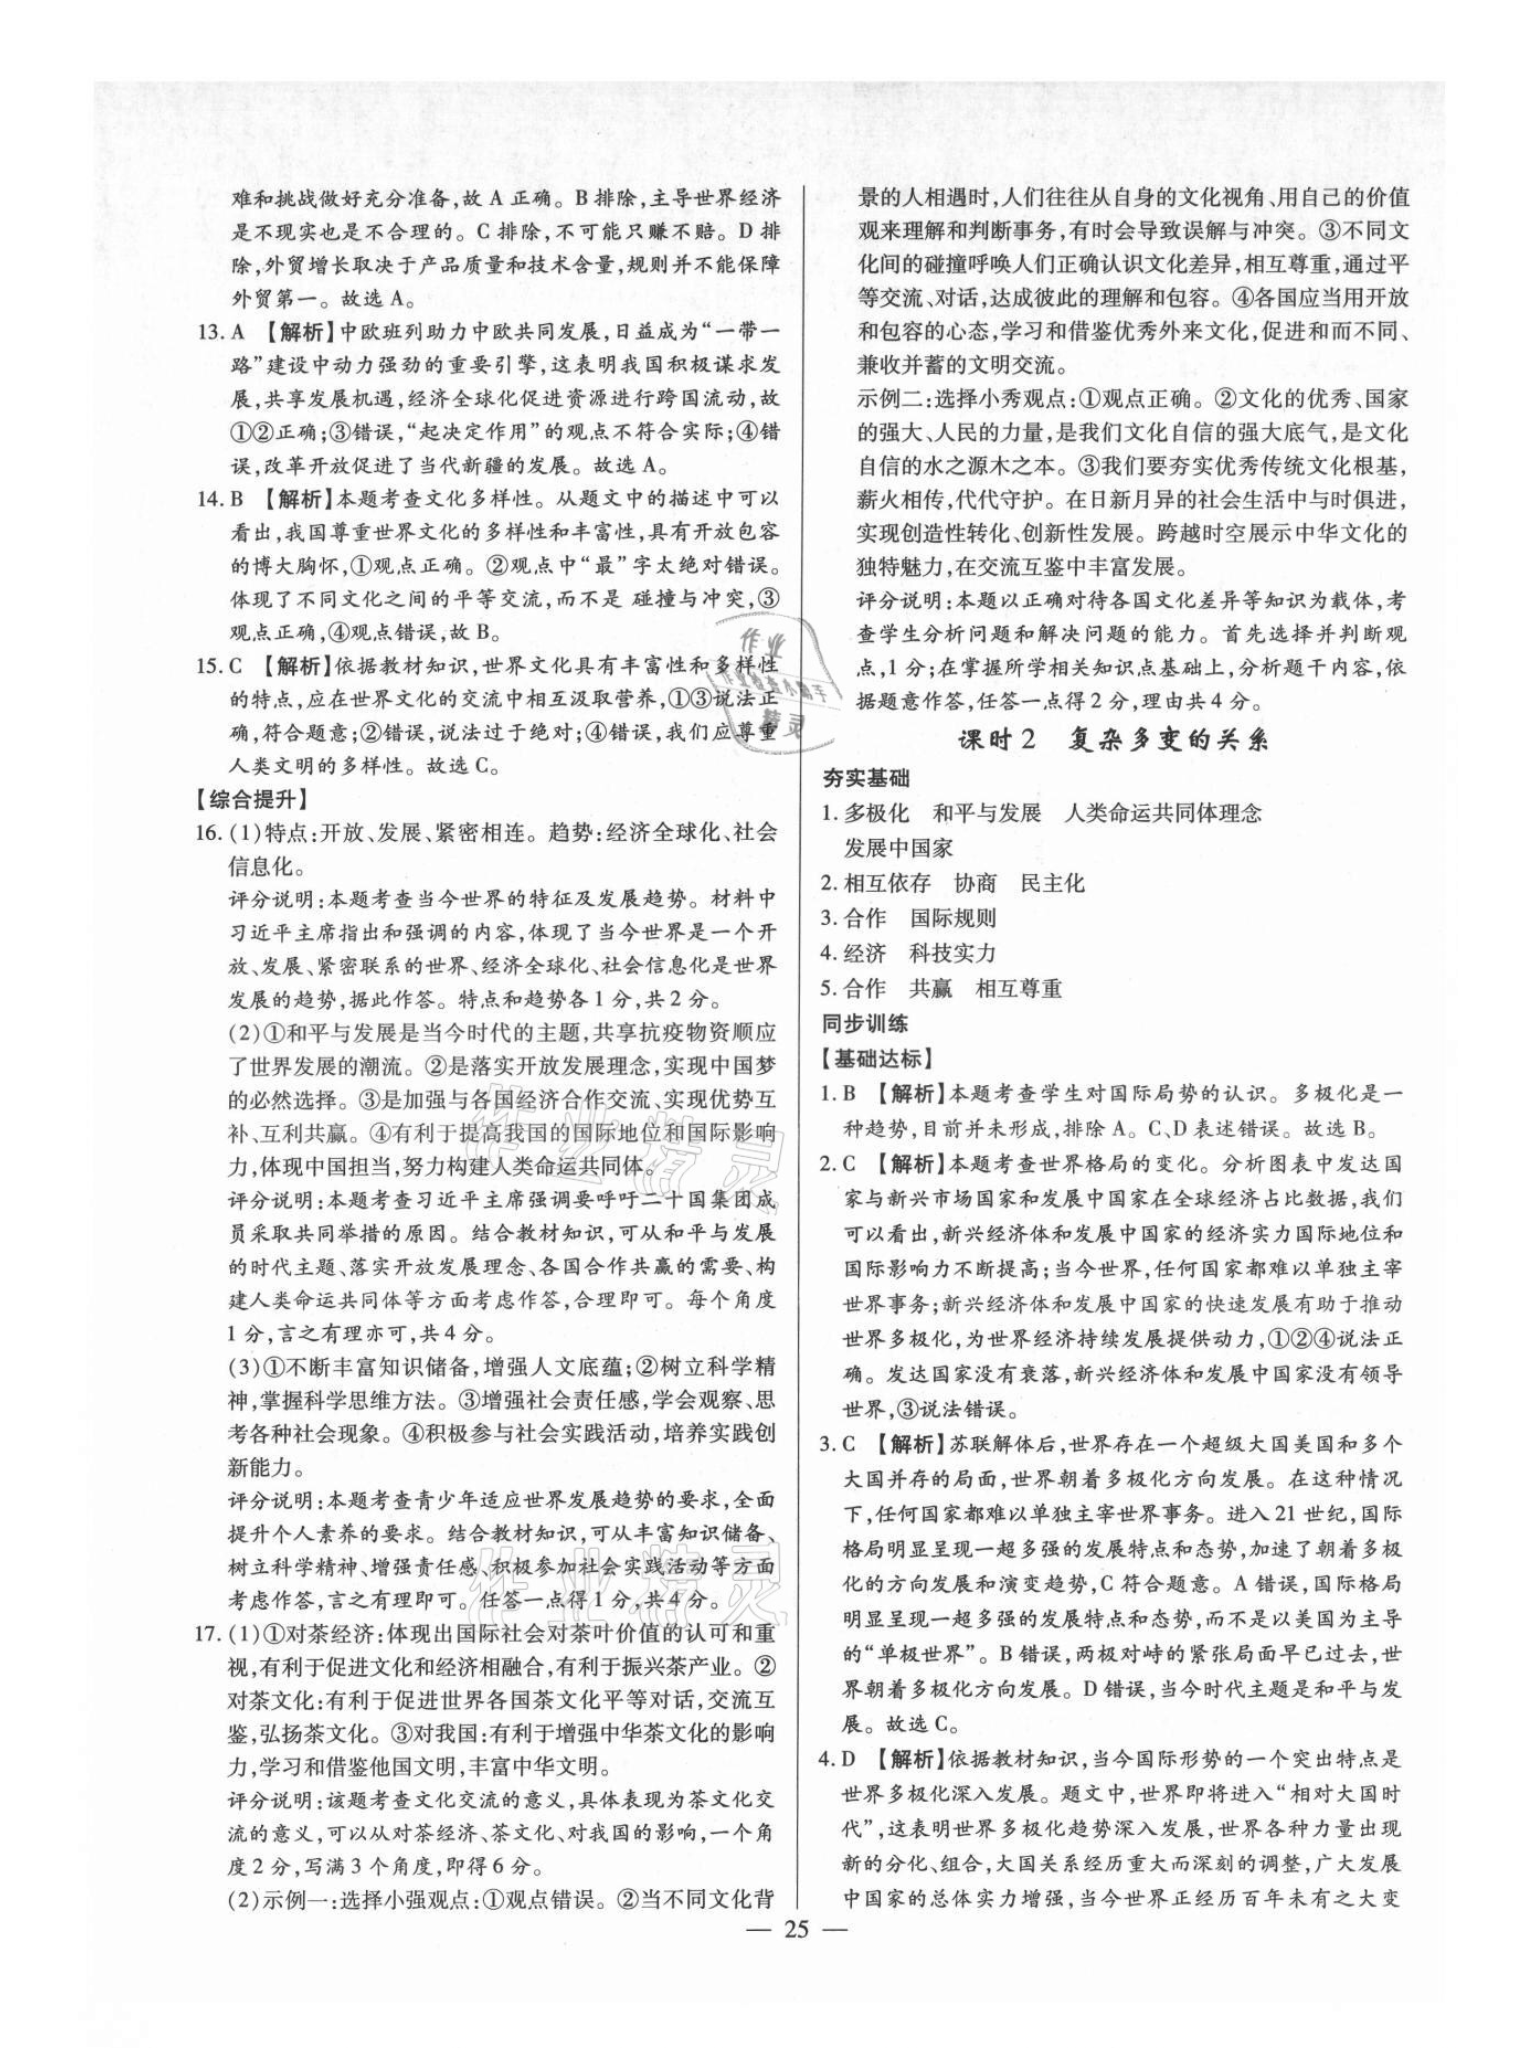 难和挑战做好充分准备,故 A 正确。B 排除,主导世界经济
是不现实也是不合理的。C 排除,不可能只赚不赔。D 排
除,外贸增长取决于产品质量和技术含量,规则并不能保障
外贸第一。故选 A。
13. A 【解析】中欧班列助力中欧共同发展,日益成为“一带一
路”建设中动力强劲的重要引擎,这表明我国积极谋求发
展,共享发展机遇,经济全球化促进资源进行跨国流动,故
①②正确;③错误,“起决定作用”的观点不符合实际;④错
误,改革开放促进了当代新疆的发展。故选 A。
14. B 【解析】本题考查文化多样性。从题文中的描述中可以
看出,我国尊重世界文化的多样性和丰富性,具有开放包容
的博大胸怀,①观点正确。②观点中“最”字太绝对错误。
体现了不同文化之间的平等交流,而不是 碰撞与冲突,③
观点正确,④观点错误,故 B。
15. C 【解析】依据教材知识,世界文化具有丰富性和多样性
的特点,应在世界文化的交流中相互汲取营养,①③说法正
确,符合题意;②错误,说法过于绝对;④错误,我们应尊重
人类文明的多样性。故选 C。
【综合提升】
16. (1)特点:开放、发展、紧密相连。趋势:经济全球化、社会
信息化。
评分说明:本题考查当今世界的特征及发展趋势。材料中
习近平主席指出和强调的内容,体现了当今世界是一个开
放、发展、紧密联系的世界、经济全球化、社会信息化是世界
发展的趋势,据此作答。特点和趋势各 1 分,共 2 分。
(2)①和平与发展是当今时代的主题,共享抗疫物资顺应
了世界发展的潮流。②是落实开放发展理念,实现中国梦
的必然选择。③是加强与各国经济合作交流、实现优势互
补、互利共赢。④有利于提高我国的国际地位和国际影响
力,体现中国担当,努力构建人类命运共同体。
评分说明:本题考查习近平主席强调要呼吁二十国集团成
员采取共同举措的原因。结合教材知识,可从和平与发展
的时代主题、落实开放发展理念、各国合作共赢的需要、构
建人类命运共同体等方面考虑作答,合理即可。每个角度
1 分,言之有理亦可,共 4 分。
(3)①不断丰富知识储备,增强人文底蕴;②树立科学精
神,掌握科学思维方法。③增强社会责任感,学会观察、思
考各种社会现象。④积极参与社会实践活动,培养实践创
新能力。
评分说明:本题考查青少年适应世界发展趋势的要求,全面
提升个人素养的要求。结合教材知识,可从丰富知识储备、
树立科学精神、增强责任感、积极参加社会实践活动等方面
考虑作答,言之有理即可。任答一点得 1 分,共 4 分。
17. (1)①对茶经济:体现出国际社会对茶叶价值的认可和重
视,有利于促进文化和经济相融合,有利于振兴茶产业。②
对茶文化:有利于促进世界各国茶文化平等对话,交流互
鉴,弘扬茶文化。③对我国:有利于增强中华茶文化的影响
力,学习和借鉴他国文明,丰富中华文明。
评分说明:该题考查文化交流的意义,具体表现为茶文化交
流的意义,可以从对茶经济、茶文化、对我国的影响,一个角
度 2 分,写满 3 个角度,即得 6 分。
(2)示例一:选择小强观点:①观点错误。②当不同文化背
景的人相遇时,人们往往从自身的文化视角、用自己的价值
观来理解和判断事务,有时会导致误解与冲突。③不同文
化间的碰撞呼唤人们正确认识文化差异,相互尊重,通过平
等交流、对话,达成彼此的理解和包容。④各国应当用开放
和包容的心态,学习和借鉴优秀外来文化,促进和而不同、
兼收并蓄的文明交流。
示例二:选择小秀观点:①观点正确。②文化的优秀、国家
的强大、人民的力量,是我们文化自信的强大底气,是文化
自信的水之源木之本。③我们要夯实优秀传统文化根基,
薪火相传,代代守护。在日新月异的社会生活中与时俱进,
实现创造性转化、创新性发展。跨越时空展示中华文化的
独特魅力,在交流互鉴中丰富发展。
评分说明:本题以正确对待各国文化差异等知识为载体,考
查学生分析问题和解决问题的能力。首先选择并判断观
点,1 分;在掌握所学相关知识点基础上,分析题干内容,依
据题意作答,任答一点得 2 分,理由共 4 分。
课时 2 复杂多变的关系
夯实基础
1. 多极化 和平与发展 人类命运共同体理念
发展中国家
2. 相互依存 协商 民主化
3. 合作 国际规则
4. 经济 科技实力
5. 合作 共赢 相互尊重
同步训练
【基础达标】
1. B 【解析】本题考查学生对国际局势的认识。多极化是一
种趋势,目前并未形成,排除 A。C、D 表述错误。故选 B。
2. C 【解析】本题考查世界格局的变化。分析图表中发达国
家与新兴市场国家和发展中国家在全球经济占比数据,我们
可以看出,新兴经济体和发展中国家的经济实力国际地位和
国际影响力不断提高;当今世界,任何国家都难以单独主宰
世界事务;新兴经济体和发展中国家的快速发展有助于推动
世界多极化,为世界经济持续发展提供动力,①②④说法正
确。发达国家没有衰落,新兴经济体和发展中国家没有领导
世界,③说法错误。
3. C 【解析】苏联解体后,世界存在一个超级大国美国和多个
大国并存的局面,世界朝着多极化方向发展。在这种情况
下,任何国家都难以单独主宰世界事务。进入 21 世纪,国际
格局明显呈现一超多强的发展特点和态势,加速了朝着多极
化的方向发展和演变趋势,C 符合题意。A 错误,国际格局
明显呈现一超多强的发展特点和态势,而不是以美国为主导
的“单极世界”。B 错误,两极对峙的紧张局面早已过去,世
界朝着多极化方向发展。D 错误,当今时代主题是和平与发
展。故选 C。
4. D 【解析】依据教材知识,当今国际形势的一个突出特点是
世界多极化深入发展。题文中,世界即将进入“相对大国时
代”,这表明世界多极化趋势深入发展,世界各种力量出现
新的分化、组合,大国关系经历重大而深刻的调整,广大发展
中国家的总体实力增强,当今世界正经历百年未有之大变
— 25 —
作业
作业检查小助手
精灵
作业精灵
作业精灵